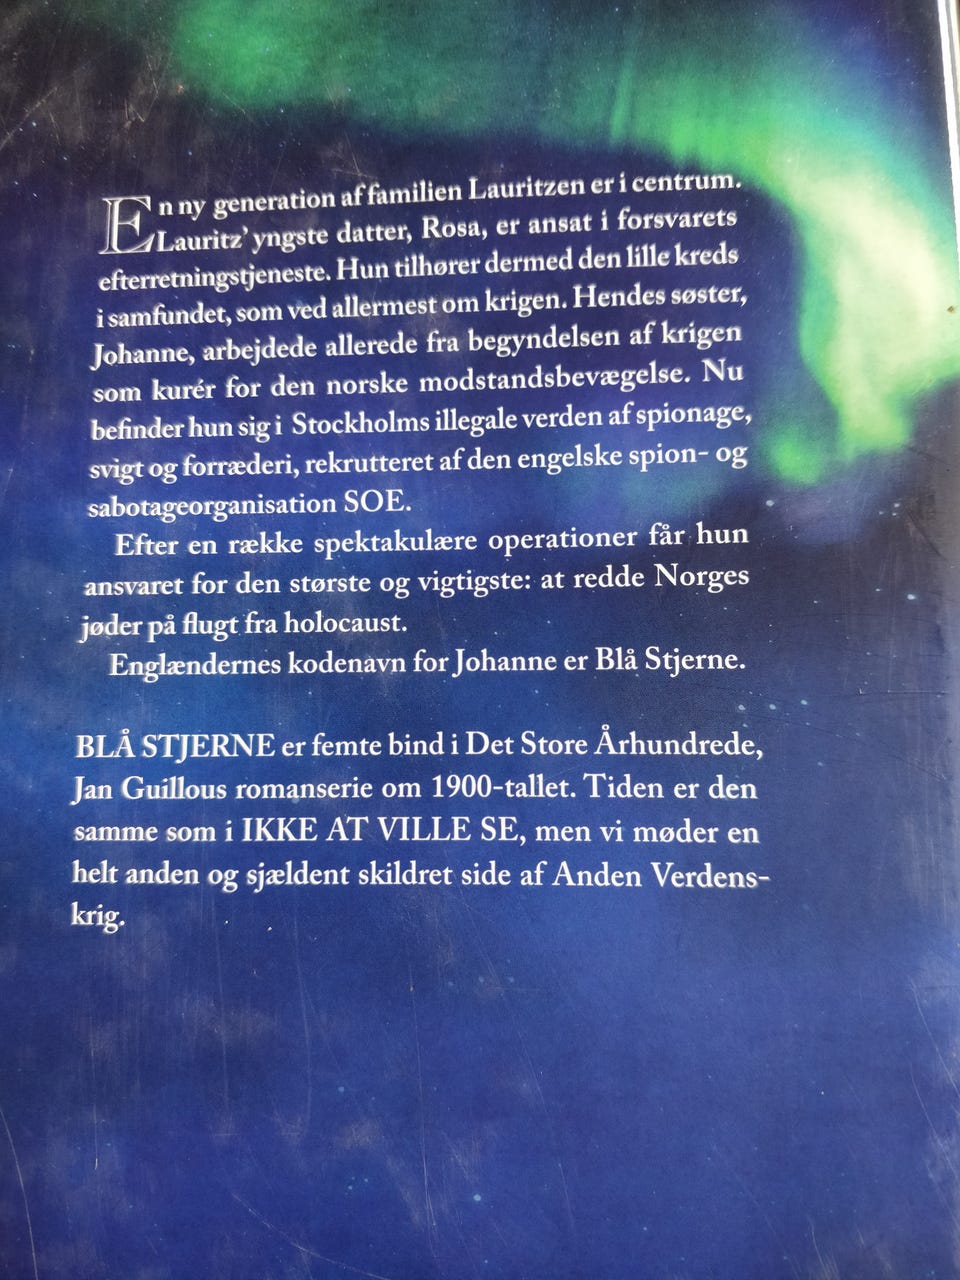 En ny generation af familien Lauritzen er i centrum.
Lauritz' yngste datter, Rosa, er ansat i forsvarets
efterretningstjeneste. Hun tilhører dermed den lille kreds
i samfundet, som ved allermest om krigen. Hendes søster,
Johanne, arbejdede allerede fra begyndelsen af krigen
som kurér for den norske modstandsbevægelse. Nu
befinder hun sig i Stockholms illegale verden af spionage,
svigt og forræderi, rekrutteret af den engelske spion- og
sabotageorganisation SOE.
Efter en række spektakulære operationer får hun
ansvaret for den største og vigtigste: at redde Norges
jøder på flugt fra holocaust.
Englændernes kodenavn for Johanne er Blå Stjerne.
BLÅ STJERNE er femte bind i Det Store Århundrede,
Jan Guillous romanserie om 1900-tallet. Tiden er den
samme som i IKKE AT VILLE SE, men vi møder en
helt anden og sjældent skildret side af Anden Verdens-
krig.